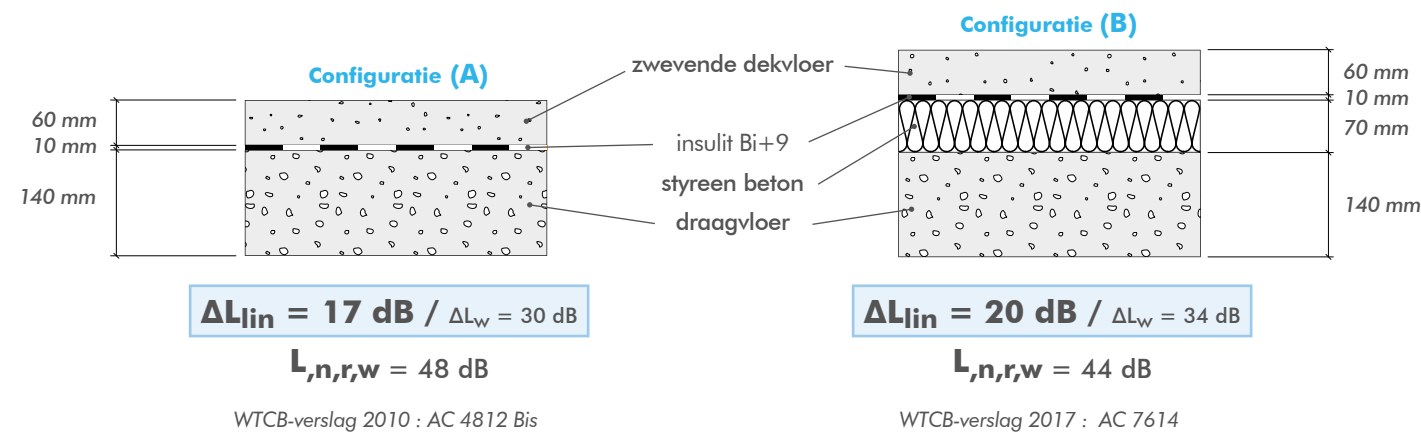 Configuratie (A)
60 mm
10 mm
140 mm
zwevende dekvloer
insulit Bi+9
styreen beton
draagvloer
Configuratie (B)
60 mm
10 mm
70 mm
140 mm
ΔLlin = 17 dB / ΔLw = 30 dB
L,n,r,w = 48 dB
WTCB-verslag 2010 : AC 4812 Bis
ΔLlin = 20 dB / ΔLw = 34 dB
L,n,r,w = 44 dB
WTCB-verslag 2017 : AC 7614